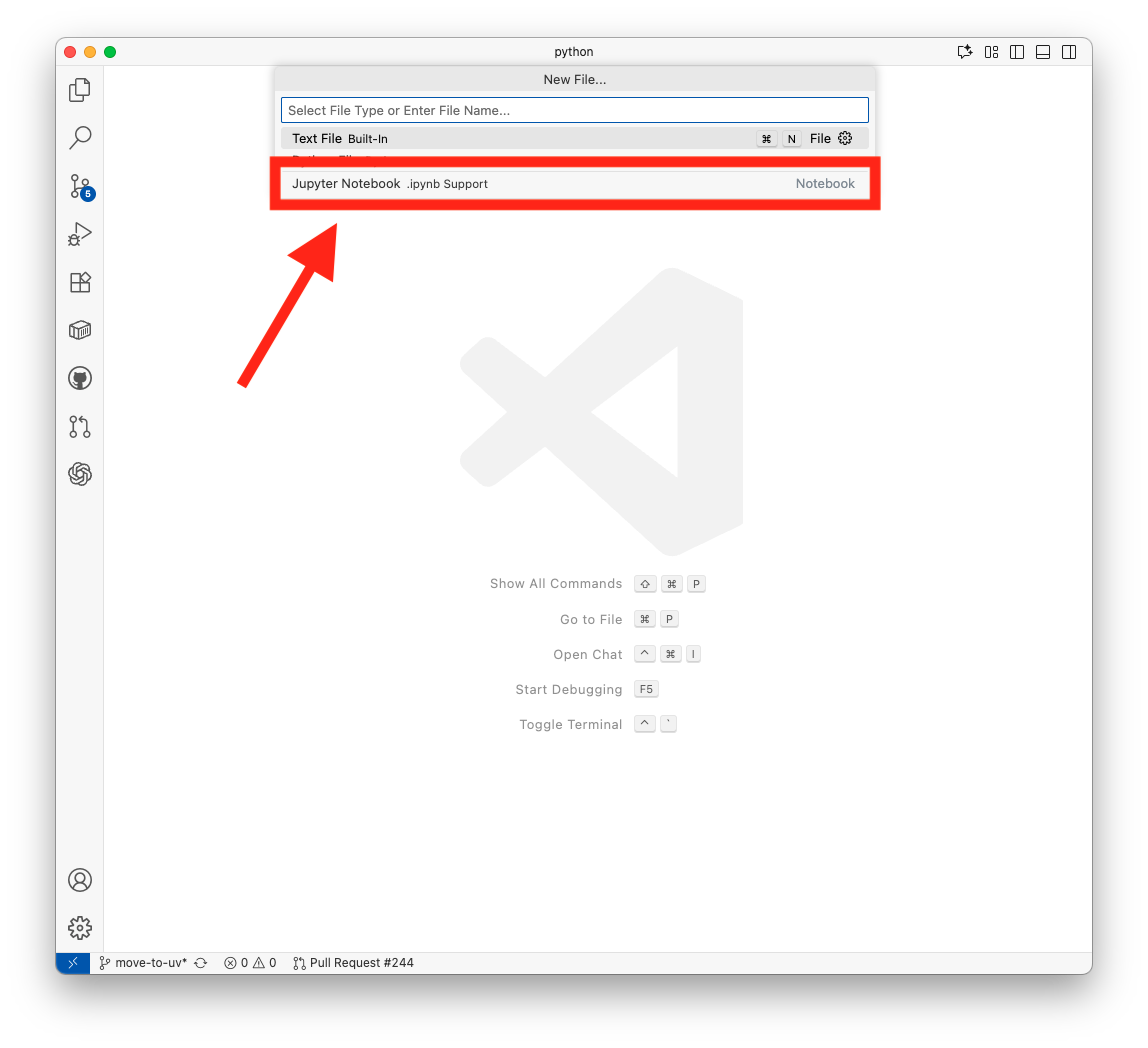 python
New File...
Select File Type or Enter File Name...
Text File Built-In ⌘ N File
Jupyter Notebook .ipynb Support Notebook
5
Show All Commands ⇧ ⌘ P
Go to File ⌘ P
Open Chat ^ ⌘ I
Start Debugging F5
Toggle Terminal ^ `
move-to-uv* 0 0 Pull Request #244